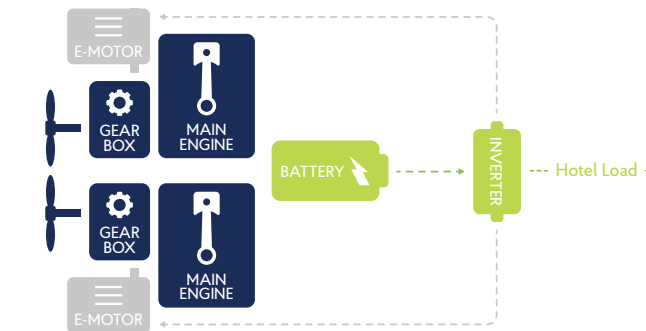 E-MOTOR
GEAR
BOX
MAIN
ENGINE
BATTERY
INVERTER
Hotel Load
GEAR
BOX
MAIN
ENGINE
E-MOTOR